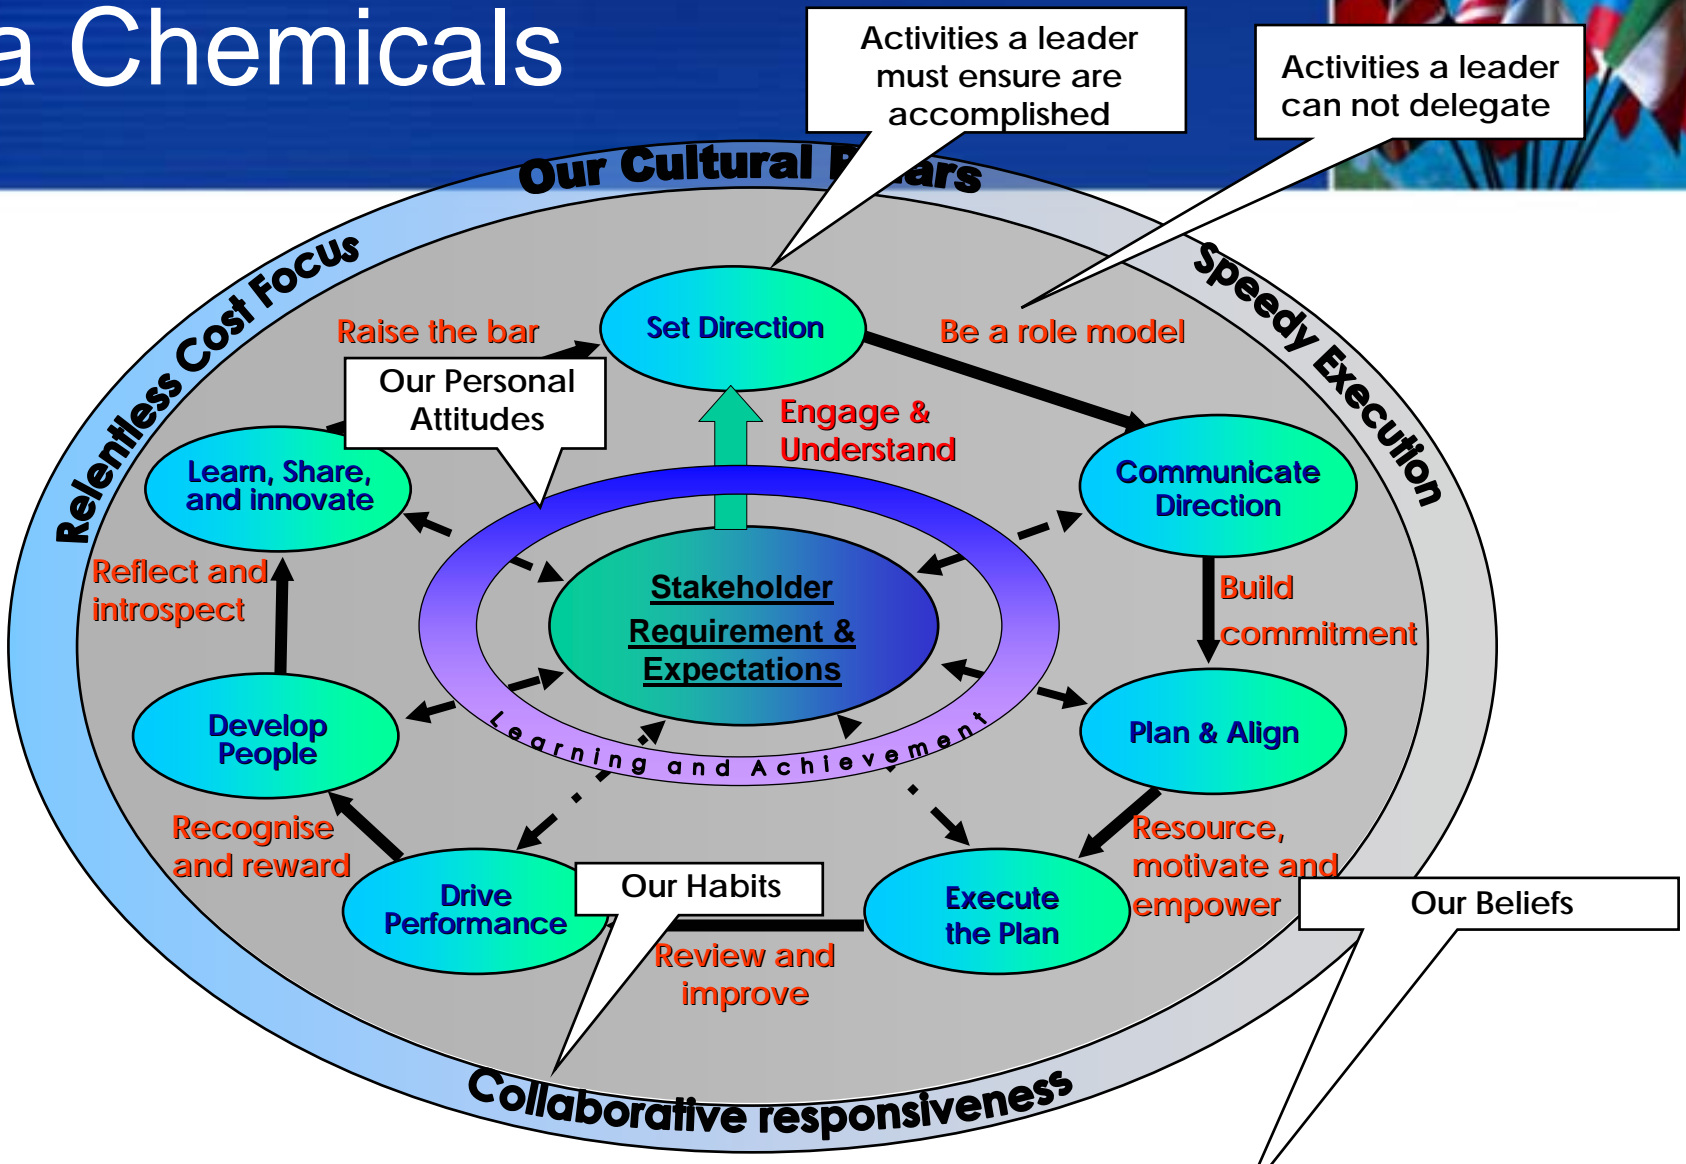 a Chemicals
Activities a leader
must ensure are
accomplished
Activities a leader
can not delegate
Our Cultural
Relentless Cost Focus
Speedy Execution
Raise the bar
Set Direction
Be a role model
Our Personal
Attitudes
Engage &
Understand
Learn, Share,
and innovate
Communicate
Direction
Reflect and
introspect
Stakeholder
Requirement &
Expectations
Build
commitment
Learning and Achievement
Develop
People
Plan & Align
Recognise
and reward
Resource,
motivate and
empower
Drive
Performance
Our Habits
Execute
the Plan
Our Beliefs
Review and
improve
Collaborative responsiveness